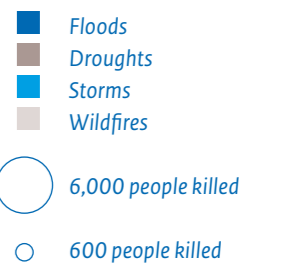 Floods
Droughts
Storms
Wildfires
6,000 people killed
600 people killed